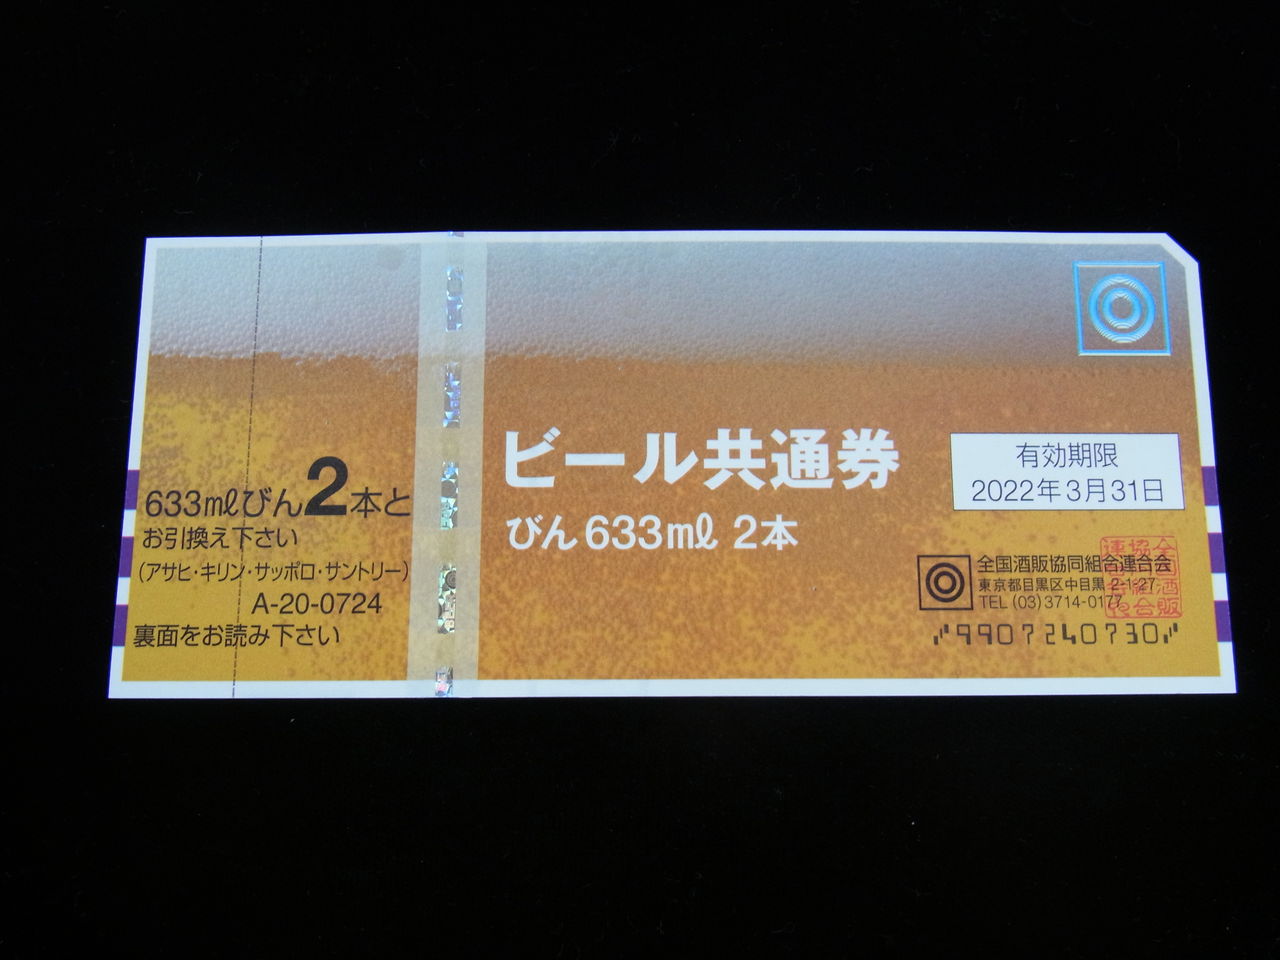 633mℓびん2本と
お引換え下さい
(アサヒ・キリン・サッポロ・サントリー)
A-20-0724
裏面をお読み下さい
ビール共通券
びん633mℓ 2本
有効期限
2022年3月31日
全国酒販協同組合連合会
東京都目黒区中目黒2-1-27
TEL (03)3714-0177
9907240730